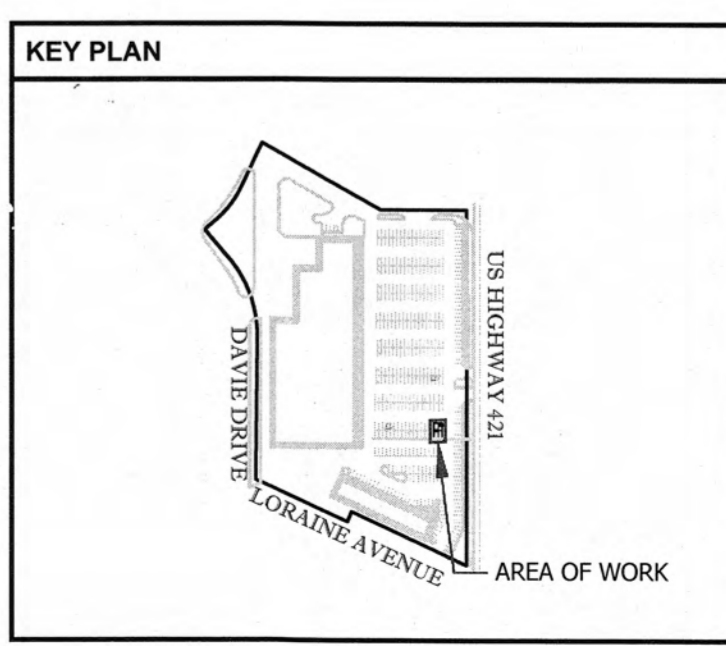 KEY PLAN
US HIGHWAY 421
DAVIE DRIVE
LORAINE AVENUE
AREA OF WORK